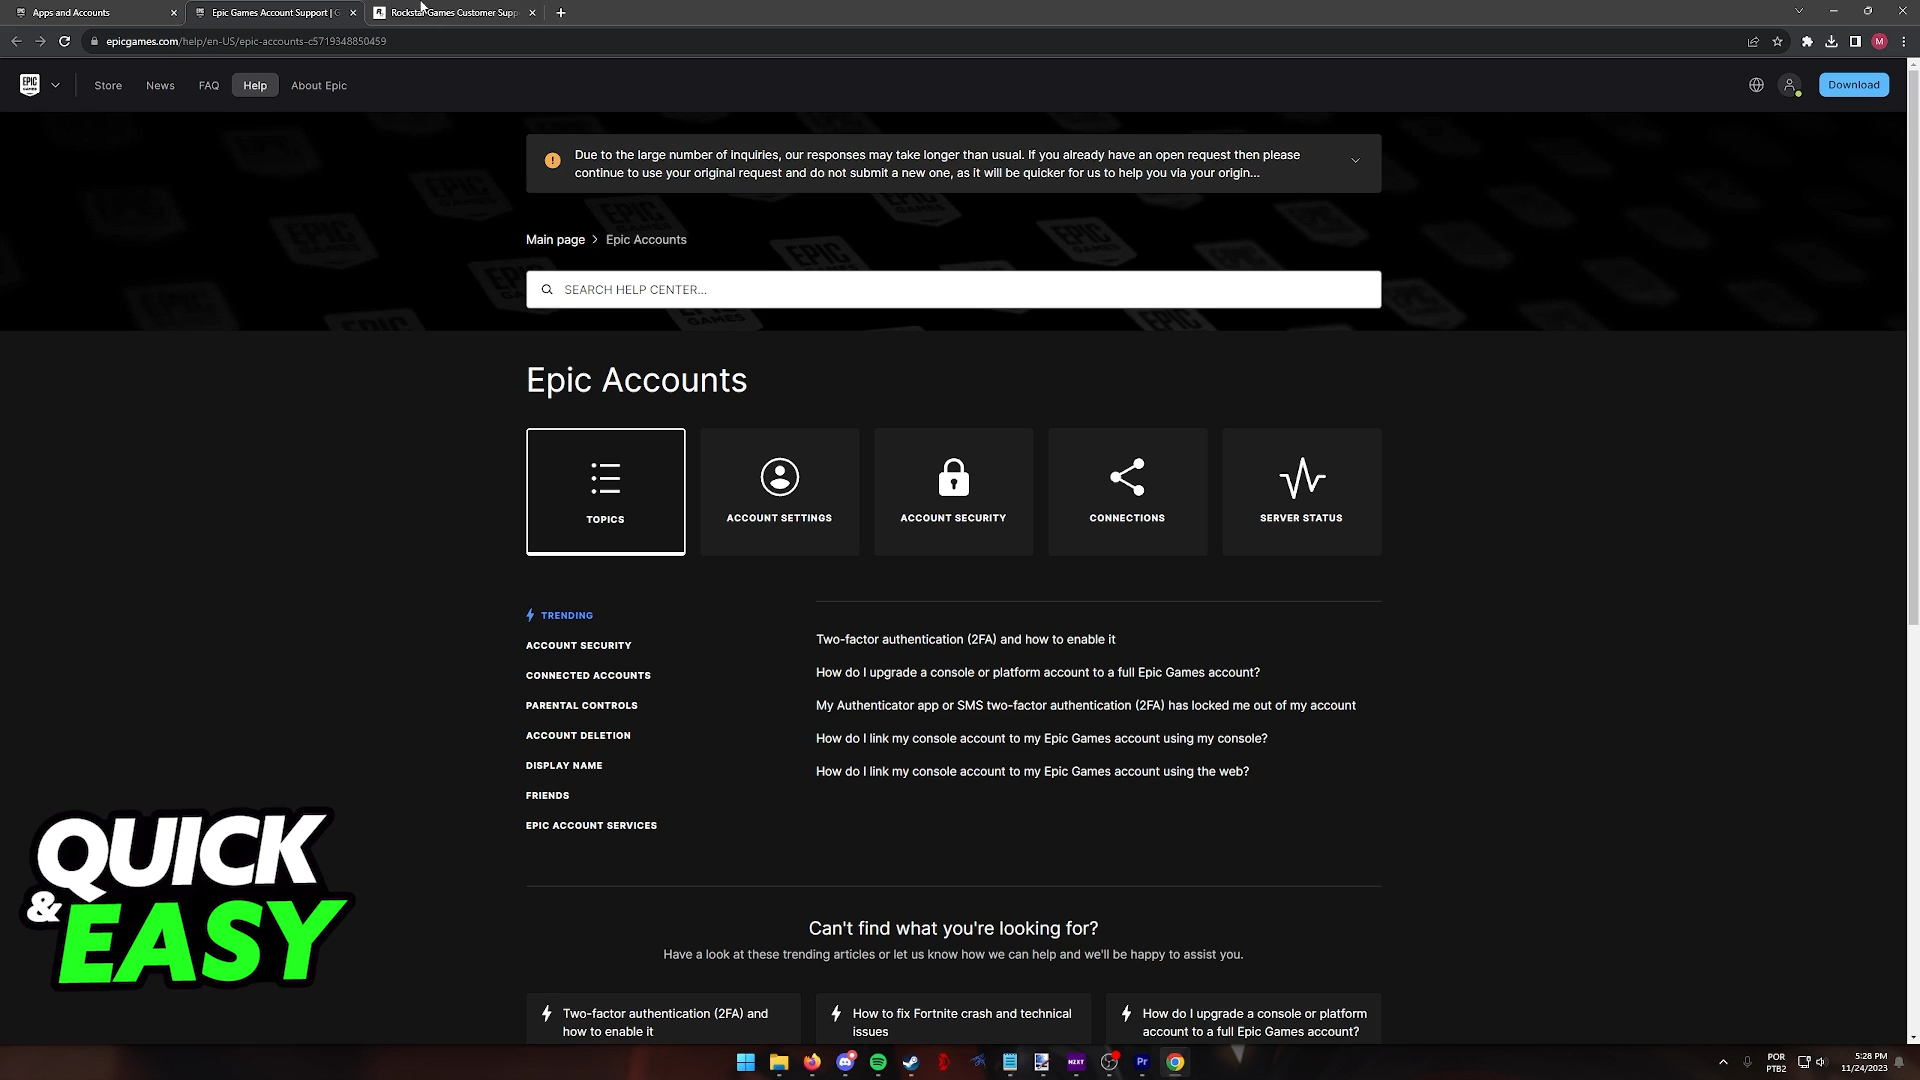 Apps and Accounts
Epic Games Account Support | G
Rockstar Games Customer Supp
epicgames.com/help/en-US/epic-accounts-c5719348850459
M
EPIC GAMES
Store
News
FAQ
Help
About Epic
Download
Due to the large number of inquiries, our responses may take longer than usual. If you already have an open request then please
continue to use your original request and do not submit a new one, as it will be quicker for us to help you via your origin...
Main page > Epic Accounts
SEARCH HELP CENTER...
Epic Accounts
TOPICS
ACCOUNT SETTINGS
ACCOUNT SECURITY
CONNECTIONS
SERVER STATUS
TRENDING
ACCOUNT SECURITY
CONNECTED ACCOUNTS
PARENTAL CONTROLS
ACCOUNT DELETION
DISPLAY NAME
FRIENDS
EPIC ACCOUNT SERVICES
Two-factor authentication (2FA) and how to enable it
How do I upgrade a console or platform account to a full Epic Games account?
My Authenticator app or SMS two-factor authentication (2FA) has locked me out of my account
How do I link my console account to my Epic Games account using my console?
How do I link my console account to my Epic Games account using the web?
QUICK
& EASY
Can't find what you're looking for?
Have a look at these trending articles or let us know how we can help and we'll be happy to assist you.
Two-factor authentication (2FA) and
how to enable it
How to fix Fortnite crash and technical
issues
How do I upgrade a console or platform
account to a full Epic Games account?
NZXT
Pr
POR
PTB2
5:28 PM
11/24/2023